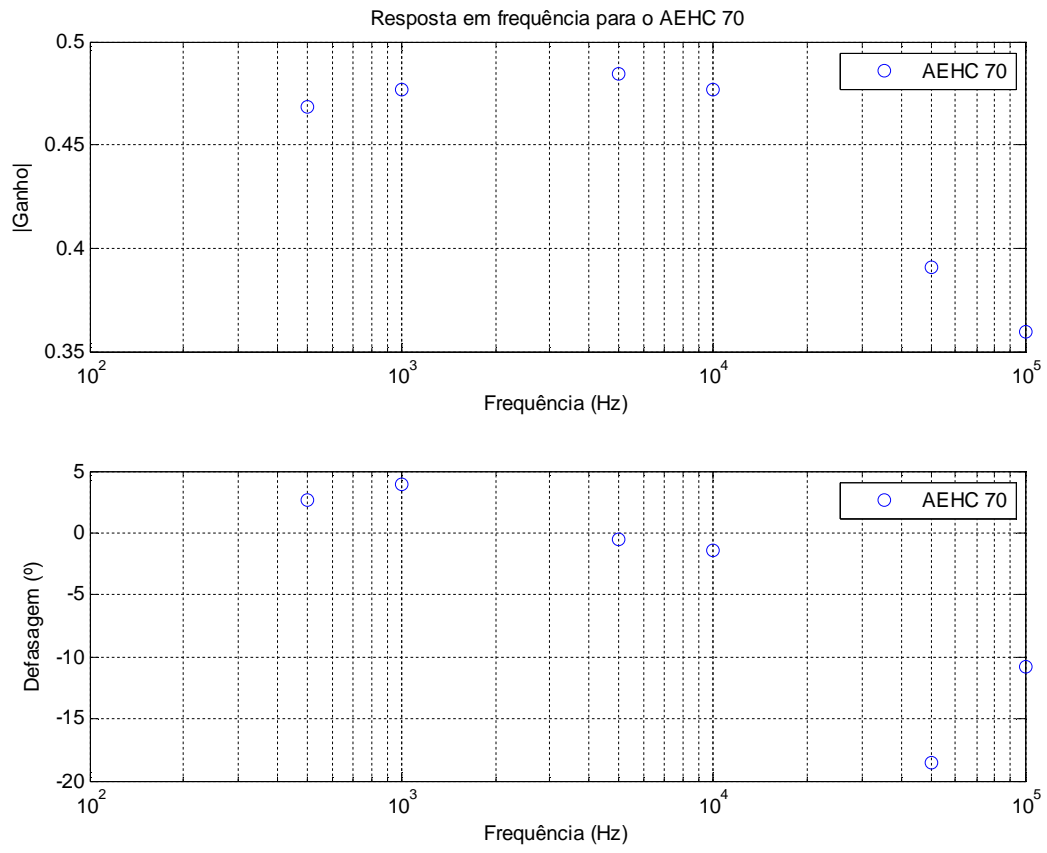 Resposta em frequência para o AEHC 70
0.5
0.45
0.4
0.35
|Ganho|
AEHC 70
10^2
10^3
10^4
10^5
Frequência (Hz)
5
0
-5
-10
-15
-20
Defasagem (º)
AEHC 70
10^2
10^3
10^4
10^5
Frequência (Hz)